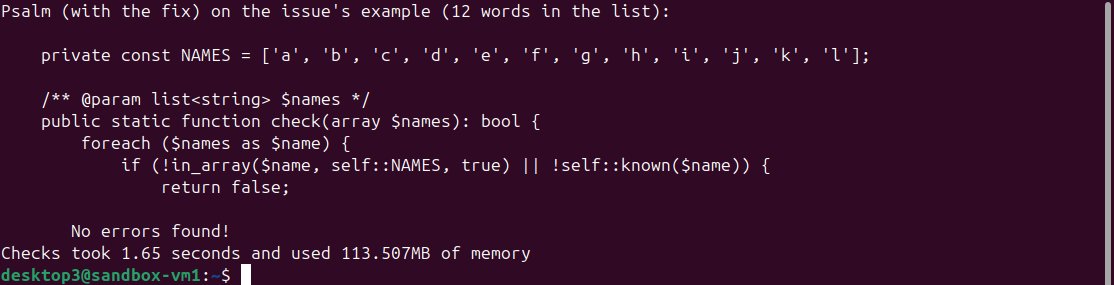 Psalm (with the fix) on the issue's example (12 words in the list):
private const NAMES = ['a', 'b', 'c', 'd', 'e', 'f', 'g', 'h', 'i', 'j', 'k', 'l'];
/** @param list<string> $names */
public static function check(array $names): bool {
foreach ($names as $name) {
if (!in_array($name, self::NAMES, true) || !self::known($name)) {
return false;
No errors found!
Checks took 1.65 seconds and used 113.507MB of memory
desktop3@sandbox-vm1:~$